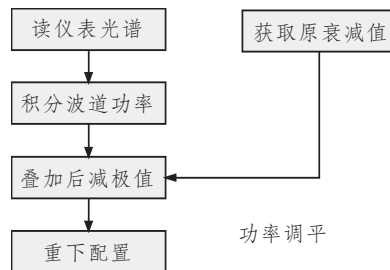 读仪表光谱
获取原衰减值
积分波道功率
叠加后减极值
功率调平
重下配置